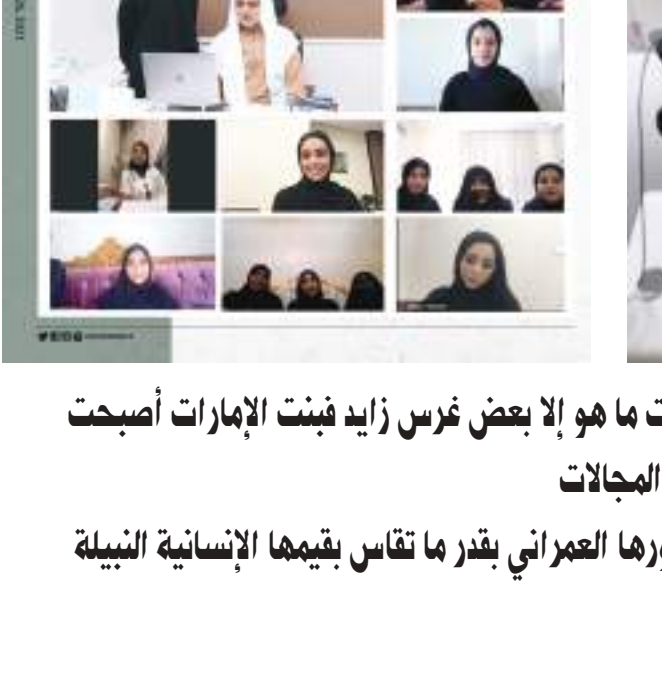 ت ما هو إلا بعض غرس زايد فبنت الإمارات أصبحت
المجالات
ورها العمراني بقدر ما تقاس بقيمها الإنسانية النبيلة